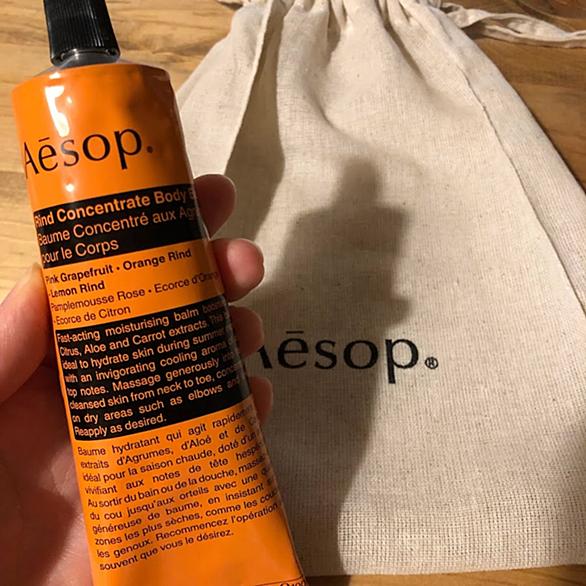 Aēsop.
Rind Concentrate Body
Baume Concentré aux
pour le Corps
Pink Grapefruit • Orange Rind
• Lemon Rind
Pamplemousse Rose • Ecorce d'Orange
• Ecorce de Citron
Fast-acting moisturising balm
Citrus, Aloe and Carrot extracts. This
ideal to hydrate skin during summer
with an invigorating cooling aroma
top notes. Massage generously into
cleansed skin from neck to toe,
on dry areas such as elbows and
Reapply as desired.
Baume hydratant qui agit rapidement
extraits d'Agrumes, d'Aloé et de
idéal pour la saison chaude, doté d'un
vivifiant aux notes de tête
Au sortir du bain ou de la douche,
du cou jusqu'aux orteils avec une
généreuse de baume, en insistant
zones les plus sèches, comme les
les genoux. Recommencez l'opération
souvent que vous le désirez.
Aēsop®